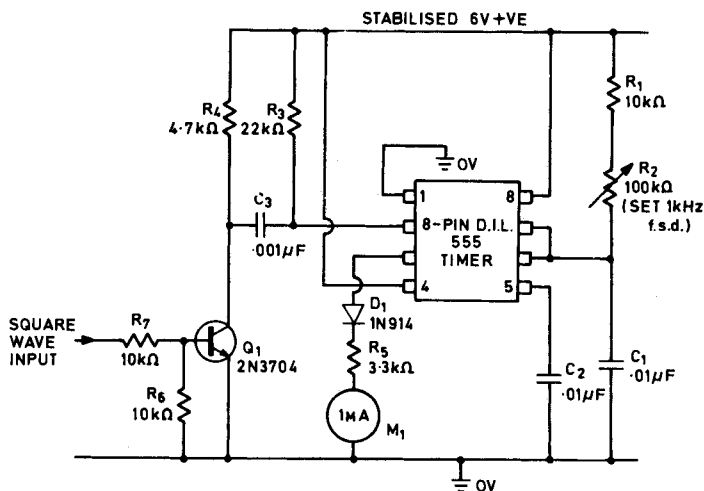 STABILISED 6V+VE
R4
4.7kΩ
R3
22kΩ
R1
10kΩ
R2
100kΩ
(SET 1kHz
f.s.d.)
0V
1
8
8-PIN D.I.L.
555
TIMER
4
5
C3
.001µF
D1
1N914
R5
3.3kΩ
1MA
M1
C2
.01µF
C1
.01µF
SQUARE
WAVE
INPUT
R7
10kΩ
Q1
2N3704
R6
10kΩ
0V